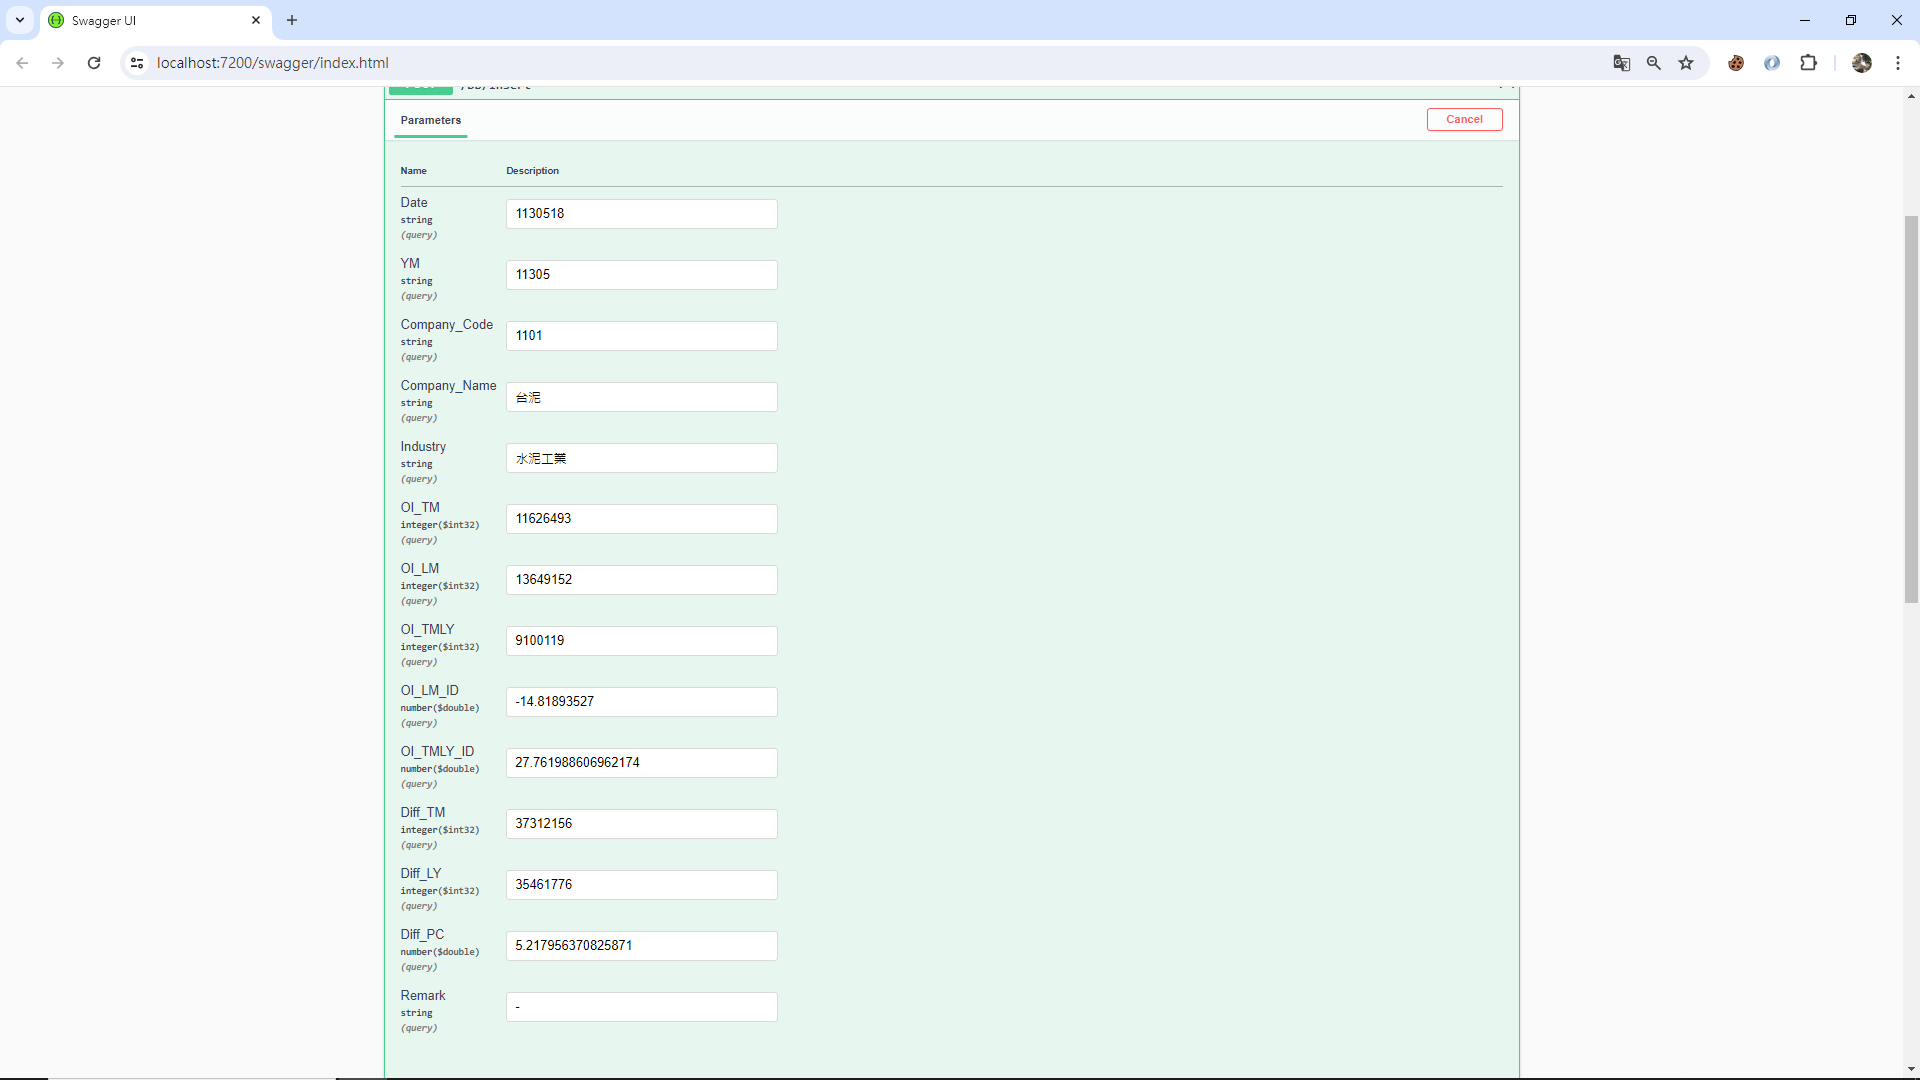 Swagger UI
localhost:7200/swagger/index.html
Parameters
Cancel
Name Description
Date
string
(query)
1130518
YM
string
(query)
11305
Company_Code
string
(query)
1101
Company_Name
string
(query)
台泥
Industry
string
(query)
水泥工業
OI_TM
integer($int32)
(query)
11626493
OI_LM
integer($int32)
(query)
13649152
OI_TMLY
integer($int32)
(query)
9100119
OI_LM_ID
number($double)
(query)
-14.81893527
OI_TMLY_ID
number($double)
(query)
27.761988606962174
Diff_TM
integer($int32)
(query)
37312156
Diff_LY
integer($int32)
(query)
35461776
Diff_PC
number($double)
(query)
5.217956370825871
Remark
string
(query)
-